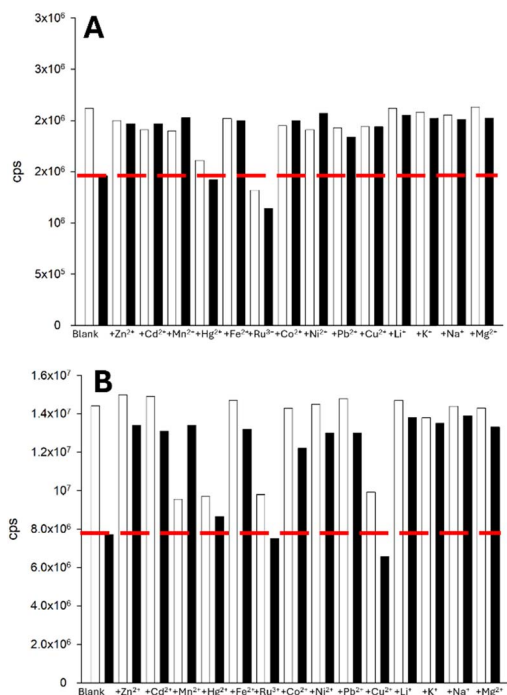 A
3x10⁶
3x10⁶
2x10⁶
2x10⁶
10⁶
5x10⁵
0
cps
Blank +Zn²⁺ +Cd²⁺ +Mn²⁺ +Hg²⁺ +Fe²⁺ +Ru³⁺ +Co²⁺ +Ni²⁺ +Pb²⁺ +Cu²⁺ +Li⁺ +K⁺ +Na⁺ +Mg²⁺
B
1.6x10⁷
1.4x10⁷
1.2x10⁷
10⁷
8.0x10⁶
6.0x10⁶
4.0x10⁶
2.0x10⁶
0.0
cps
Blank +Zn²⁺ +Cd²⁺ +Mn²⁺ +Hg²⁺ +Fe²⁺ +Ru³⁺ +Co²⁺ +Ni²⁺ +Pb²⁺ +Cu²⁺ +Li⁺ +K⁺ +Na⁺ +Mg²⁺